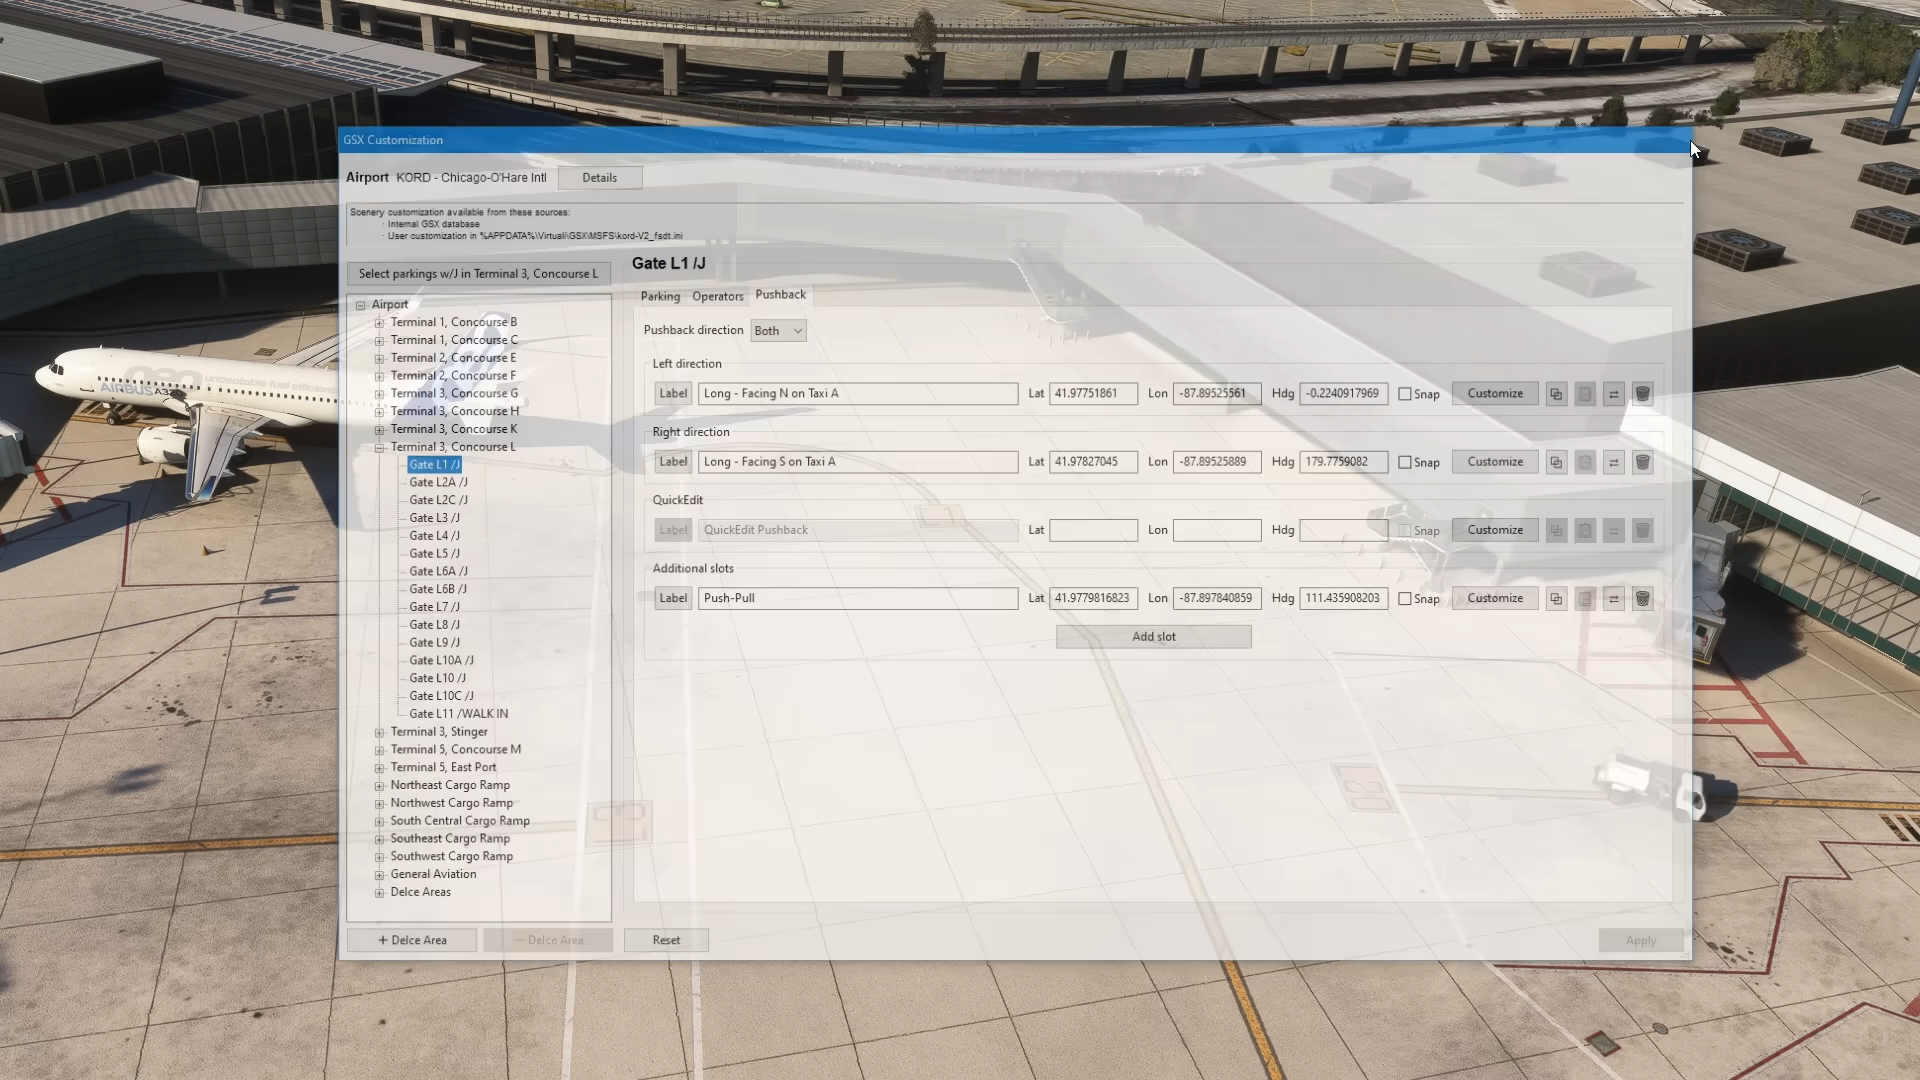 GSX Customization
Airport KORD - Chicago-O'Hare Intl Details
Scenery customization available from these sources:
· Internal GSX database
· User customization in %APPDATA%\Virtuali\GSX\MSFS\kord-V2_fsdt.ini
Select parkings w/J in Terminal 3, Concourse L
Airport
Terminal 1, Concourse B
Terminal 1, Concourse C
Terminal 2, Concourse E
Terminal 2, Concourse F
Terminal 3, Concourse G
Terminal 3, Concourse H
Terminal 3, Concourse K
Terminal 3, Concourse L
Gate L1 /J
Gate L2A /J
Gate L2C /J
Gate L3 /J
Gate L4 /J
Gate L5 /J
Gate L6A /J
Gate L6B /J
Gate L7 /J
Gate L8 /J
Gate L9 /J
Gate L10A /J
Gate L10 /J
Gate L10C /J
Gate L11 /WALK IN
Terminal 3, Stinger
Terminal 5, Concourse M
Terminal 5, East Port
Northeast Cargo Ramp
Northwest Cargo Ramp
South Central Cargo Ramp
Southeast Cargo Ramp
Southwest Cargo Ramp
General Aviation
DeIce Areas
+ DeIce Area − DeIce Area Reset
Gate L1 /J
Parking Operators Pushback
Pushback direction Both
Left direction
Label Long - Facing N on Taxi A Lat 41.97751861 Lon -87.89525561 Hdg -0.2240917969 Snap Customize
Right direction
Label Long - Facing S on Taxi A Lat 41.97827045 Lon -87.89525889 Hdg 179.7759082 Snap Customize
QuickEdit
Label QuickEdit Pushback Lat Lon Hdg Snap Customize
Additional slots
Label Push-Pull Lat 41.9779816823 Lon -87.897840859 Hdg 111.435908203 Snap Customize
Add slot
Apply
AIRBUS A320
neo
unbeatable fuel efficiency